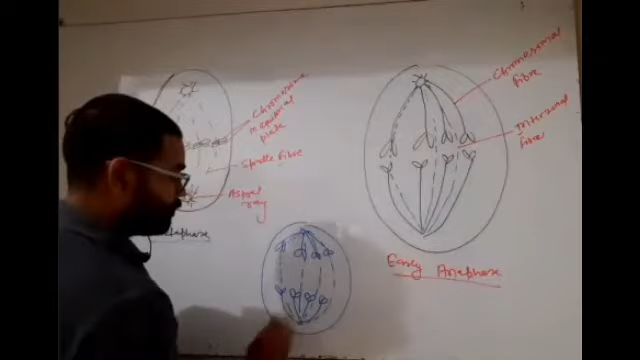 Chromosome
in equatorial
plate
Spindle Fibre
Astral
ray
Chromosomal
Fibre
Interzonal
Fibre
Early Anaphase